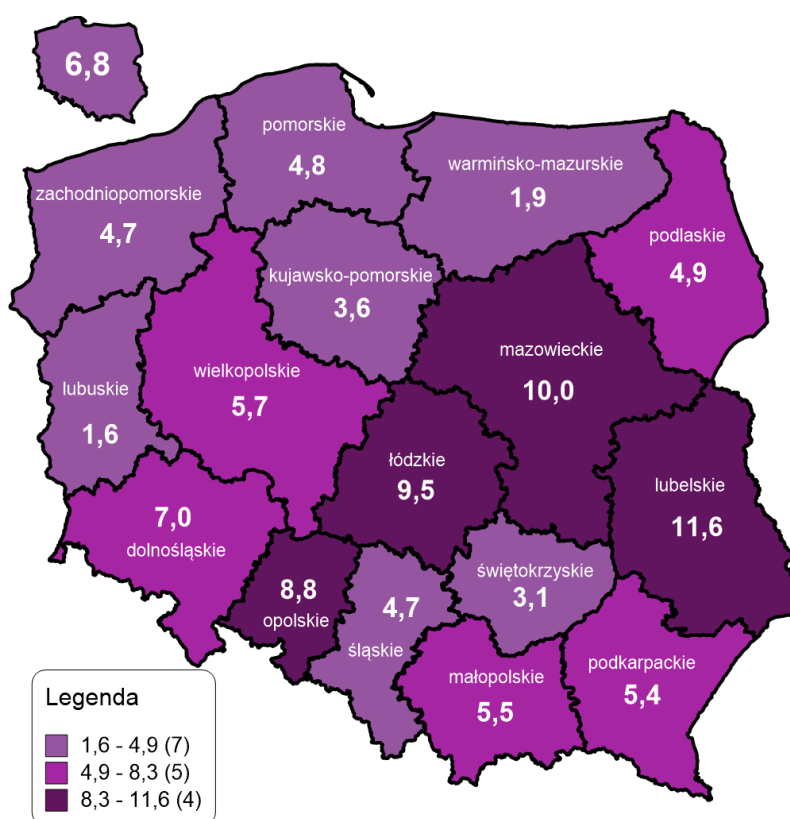 6,8
pomorskie
4,8
warmińsko-mazurskie
1,9
zachodniopomorskie
4,7
podlaskie
4,9
kujawsko-pomorskie
3,6
mazowieckie
10,0
wielkopolskie
5,7
lubuskie
1,6
łódzkie
9,5
lubelskie
11,6
7,0
dolnośląskie
8,8
opolskie
4,7
śląskie
świętokrzyskie
3,1
małopolskie
5,5
podkarpackie
5,4
Legenda
1,6 - 4,9 (7)
4,9 - 8,3 (5)
8,3 - 11,6 (4)